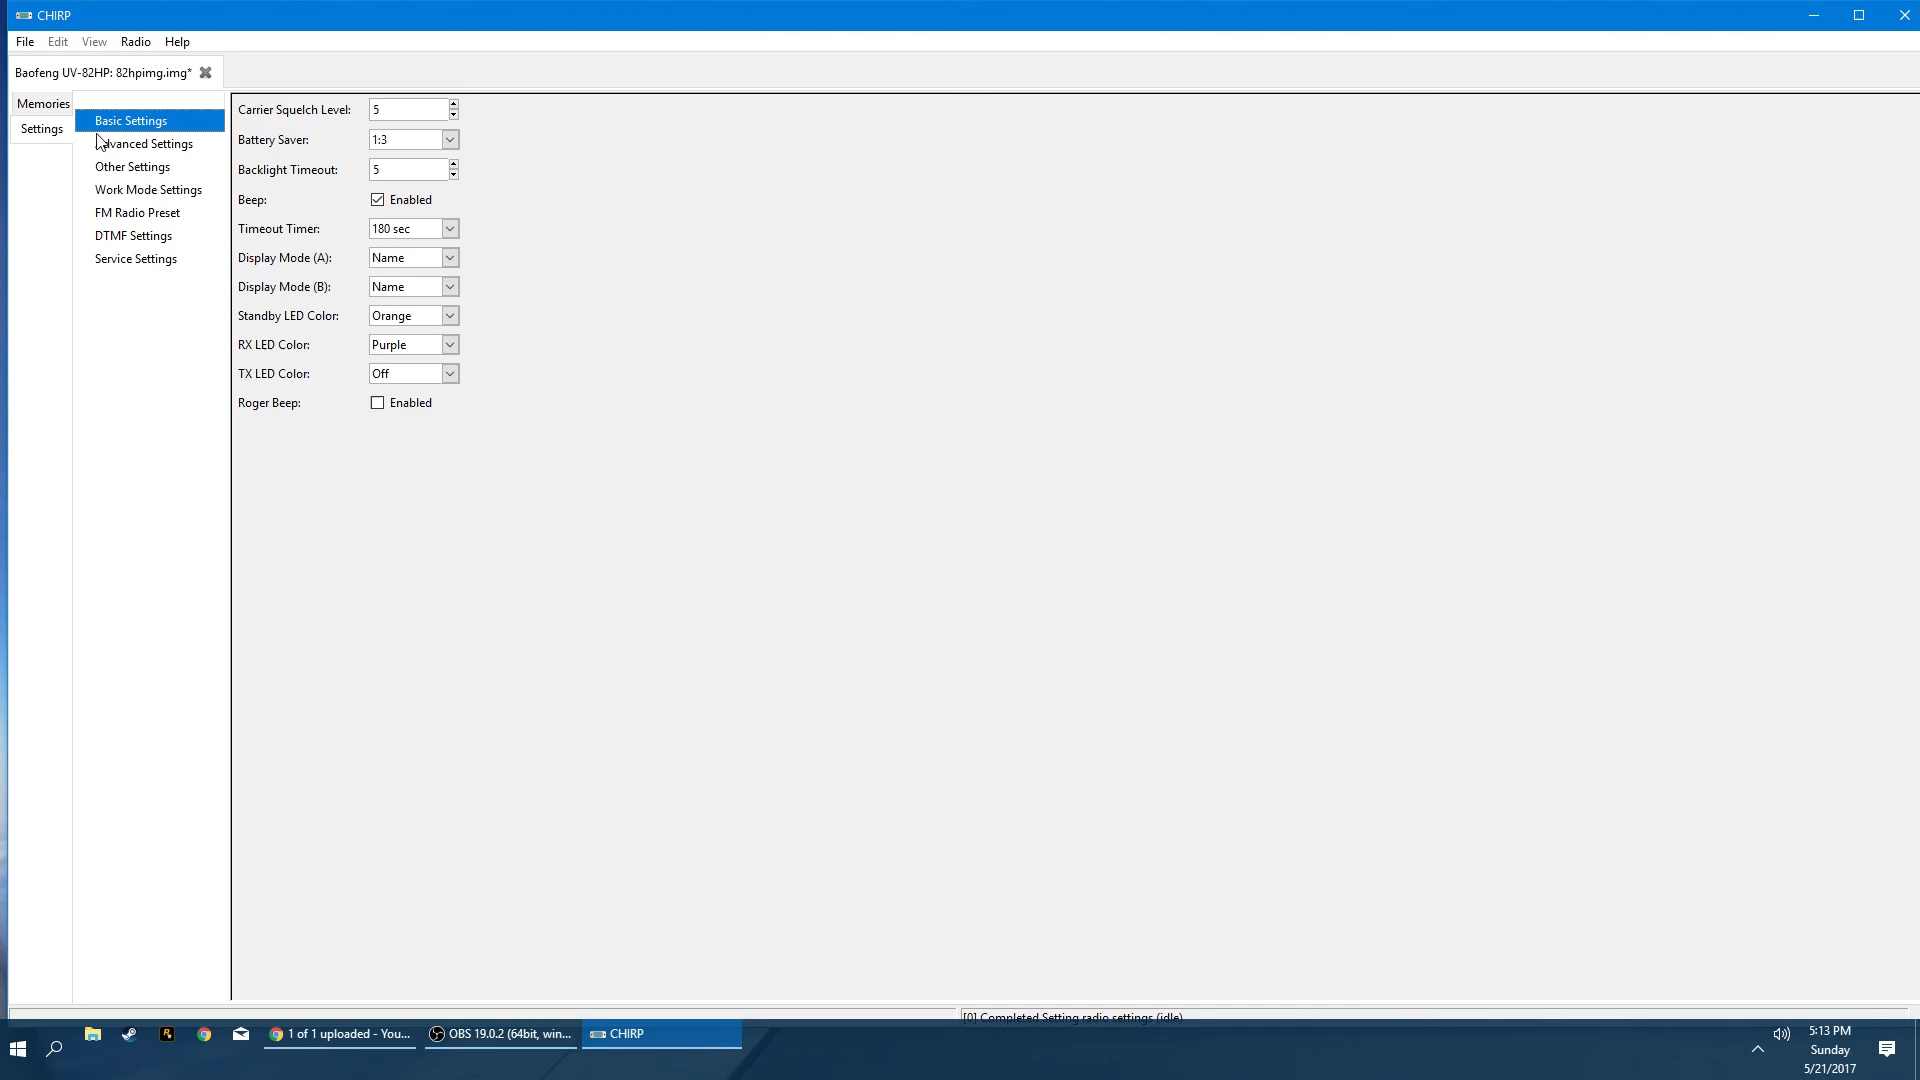 CHIRP
File Edit View Radio Help
Baofeng UV-82HP: 82hpimg.img*
Memories
Settings
Basic Settings
Advanced Settings
Other Settings
Work Mode Settings
FM Radio Preset
DTMF Settings
Service Settings
Carrier Squelch Level: 5
Battery Saver: 1:3
Backlight Timeout: 5
Beep: Enabled
Timeout Timer: 180 sec
Display Mode (A): Name
Display Mode (B): Name
Standby LED Color: Orange
RX LED Color: Purple
TX LED Color: Off
Roger Beep: Enabled
[0] Completed Setting radio settings (idle)
1 of 1 uploaded - You... OBS 19.0.2 (64bit, win... CHIRP
5:13 PM
Sunday
5/21/2017